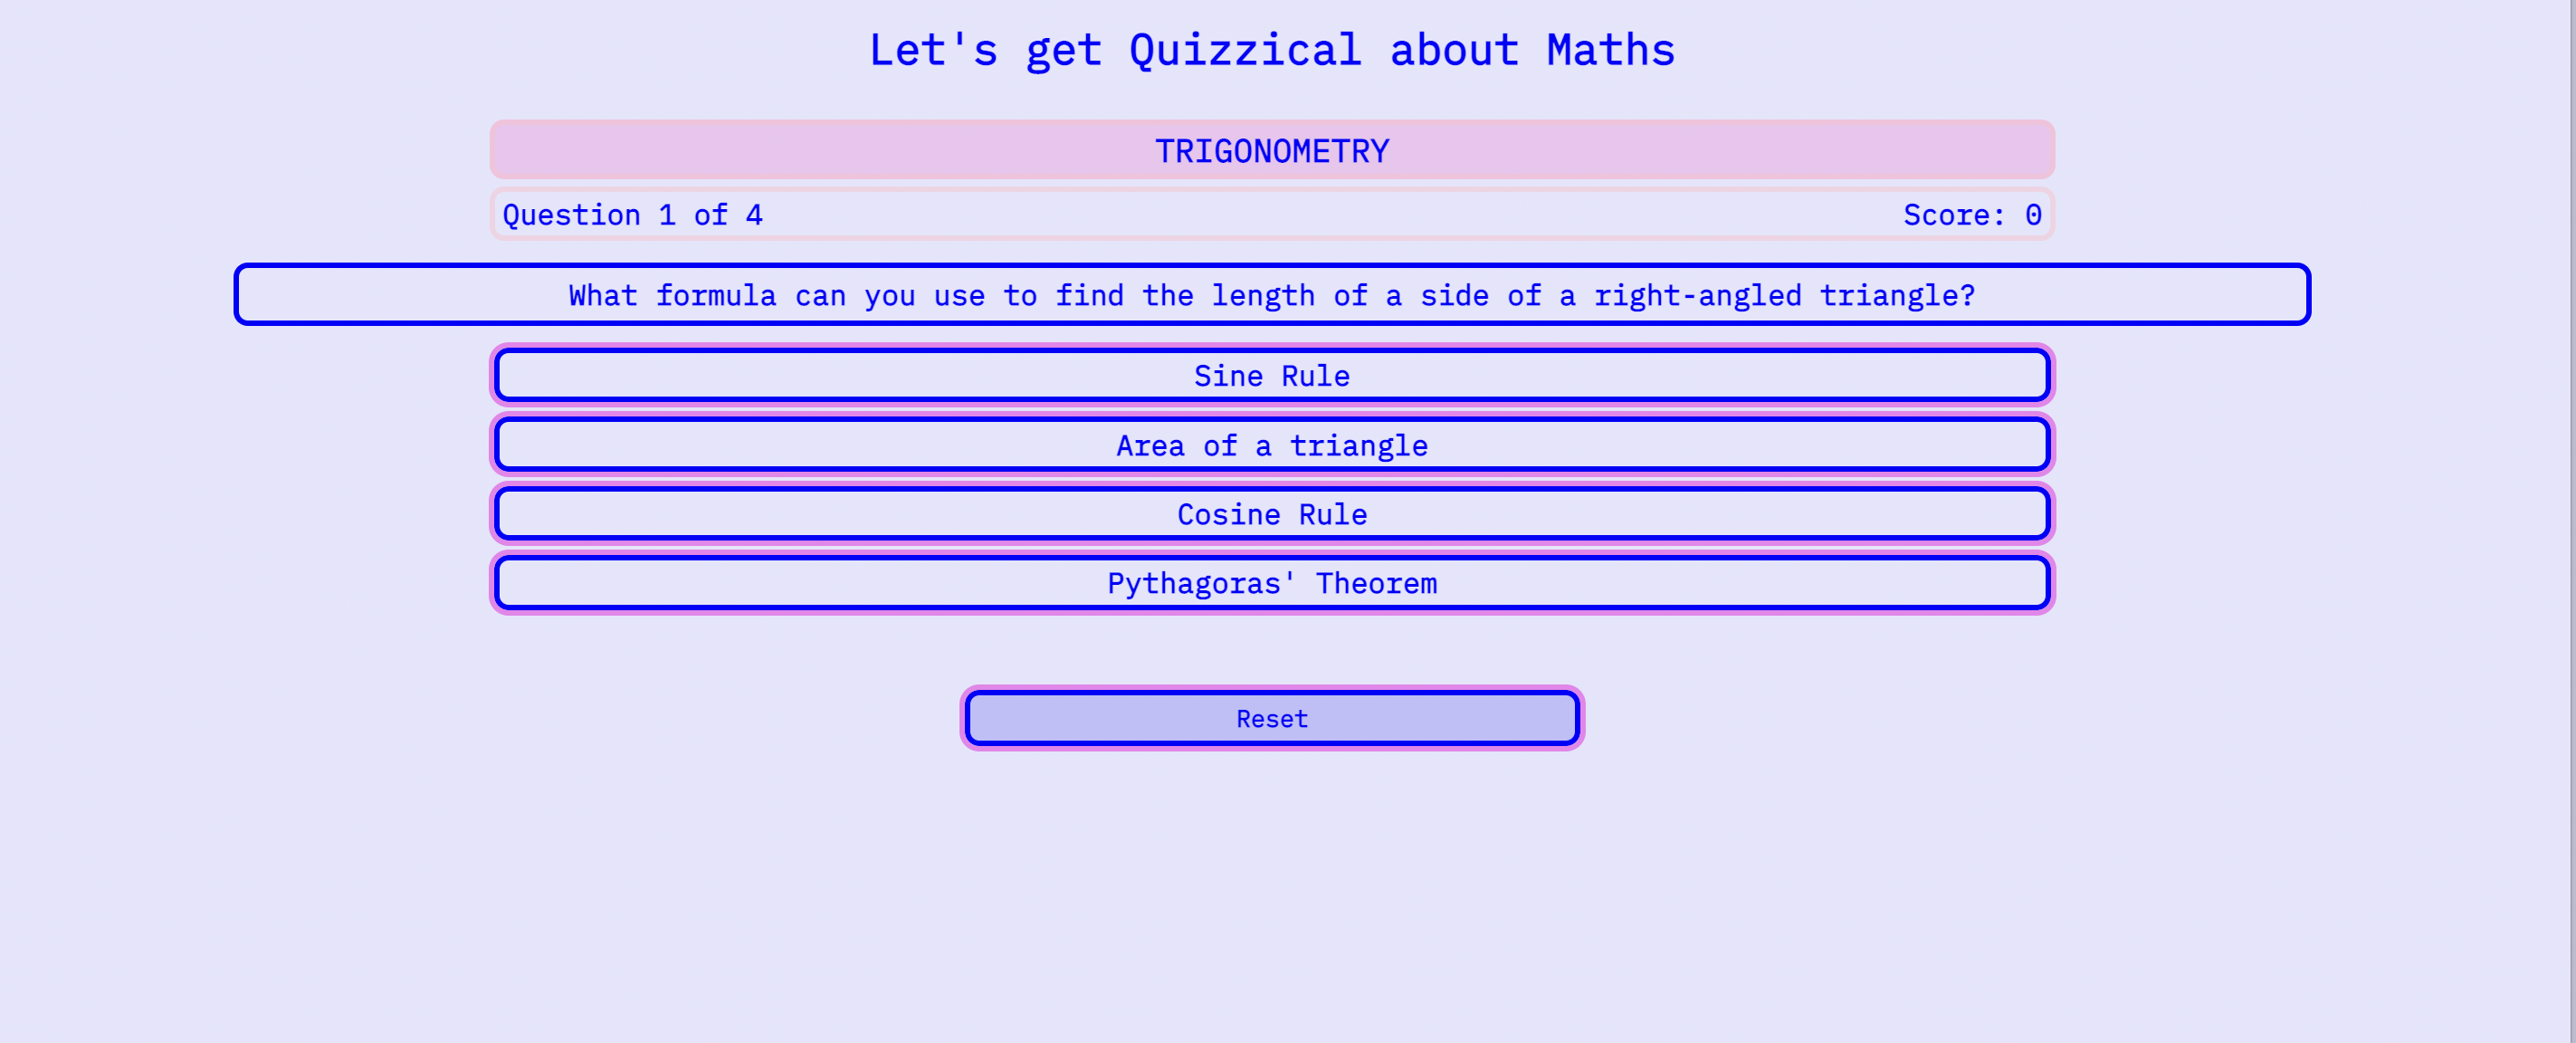 Let's get Quizzical about Maths
TRIGONOMETRY
Question 1 of 4
Score: 0
What formula can you use to find the length of a side of a right-angled triangle?
Sine Rule
Area of a triangle
Cosine Rule
Pythagoras' Theorem
Reset